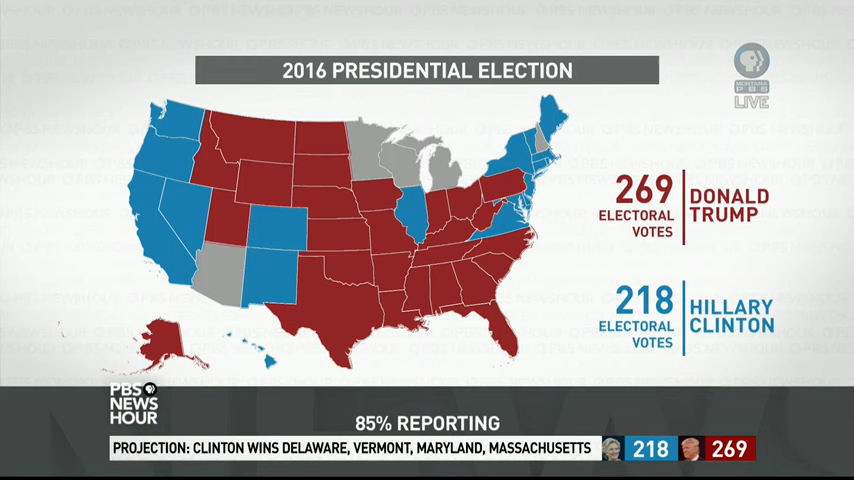 2016 PRESIDENTIAL ELECTION
MONTANA
PBS
LIVE
269
ELECTORAL
VOTES
DONALD
TRUMP
218
ELECTORAL
VOTES
HILLARY
CLINTON
PBS
NEWS
HOUR
85% REPORTING
PROJECTION: CLINTON WINS DELAWARE, VERMONT, MARYLAND, MASSACHUSETTS
218
269